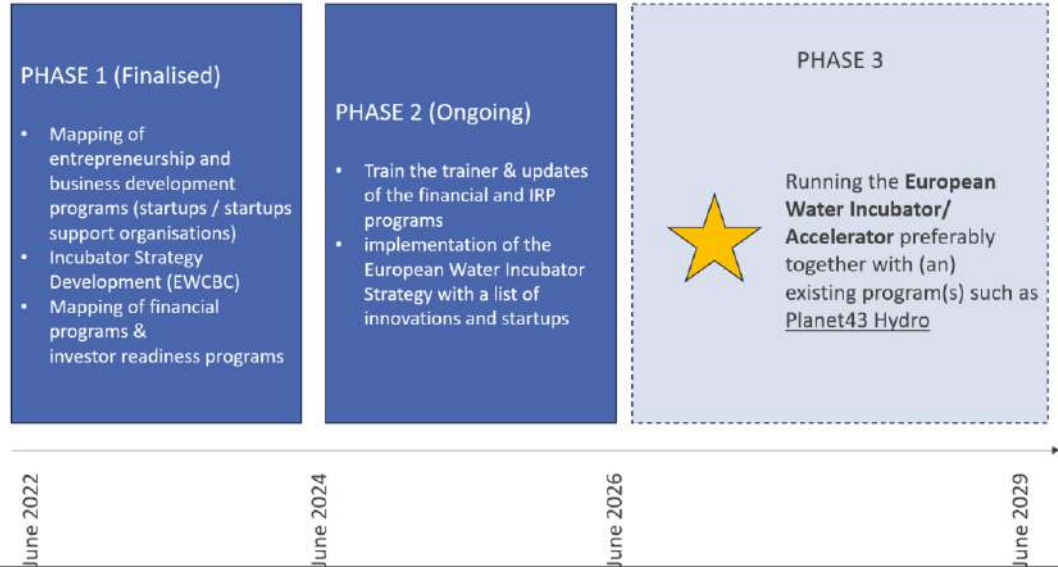 PHASE 1 (Finalised)
• Mapping of
entrepreneurship and
business development
programs (startups / startups
support organisations)
• Incubator Strategy
Development (EWCBC)
• Mapping of financial
programs &
investor readiness programs
PHASE 2 (Ongoing)
• Train the trainer & updates
of the financial and IRP
programs
• implementation of the
European Water Incubator
Strategy with a list of
innovations and startups
PHASE 3
Running the European
Water Incubator/
Accelerator preferably
together with (an)
existing program(s) such as
Planet43 Hydro
June 2022
June 2024
June 2026
June 2029